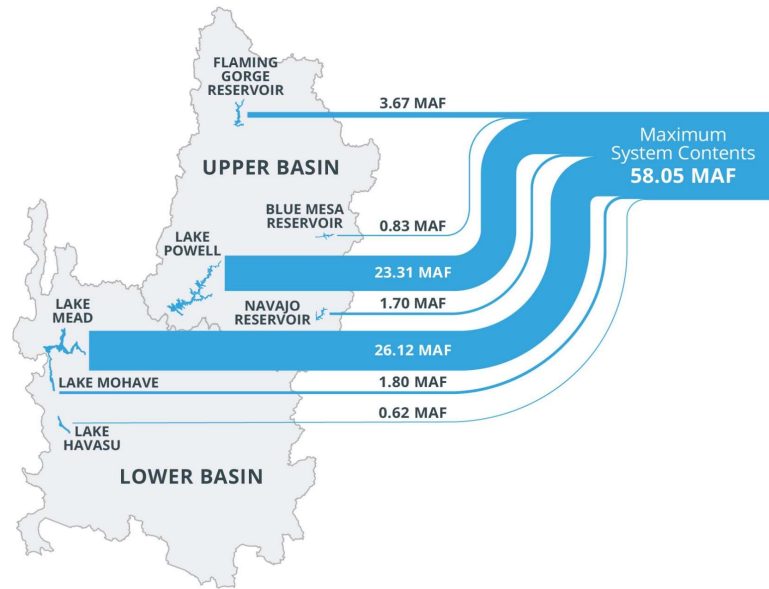 FLAMING
GORGE
RESERVOIR
3.67 MAF
Maximum
System Contents
58.05 MAF
UPPER BASIN
BLUE MESA
RESERVOIR
0.83 MAF
LAKE
POWELL
23.31 MAF
NAVAJO
RESERVOIR
1.70 MAF
LAKE
MEAD
26.12 MAF
LAKE MOHAVE
1.80 MAF
0.62 MAF
LAKE
HAVASU
LOWER BASIN